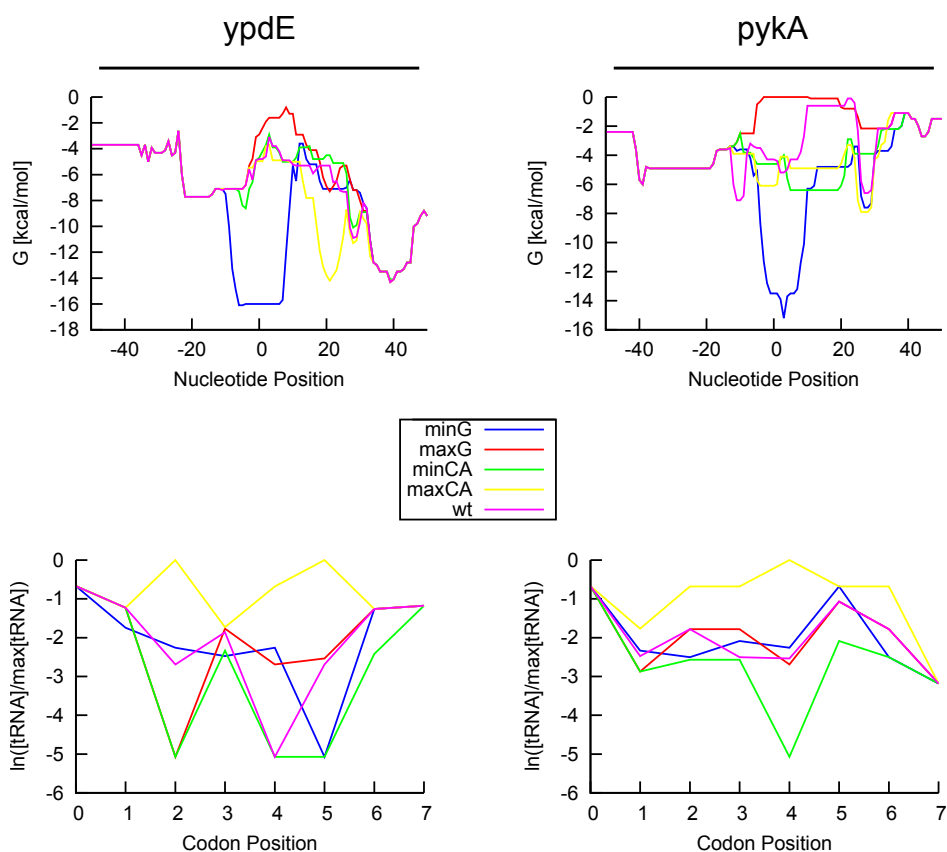 ypdE
pykA
G [kcal/mol]
0
-2
-4
-6
-8
-10
-12
-14
-16
-18
-40
-20
0
20
40
Nucleotide Position
G [kcal/mol]
0
-2
-4
-6
-8
-10
-12
-14
-16
-40
-20
0
20
40
Nucleotide Position
minG
maxG
minCA
maxCA
wt
ln([tRNA]/max[tRNA])
0
-1
-2
-3
-4
-5
-6
0 1 2 3 4 5 6 7
Codon Position
ln([tRNA]/max[tRNA])
0
-1
-2
-3
-4
-5
-6
0 1 2 3 4 5 6 7
Codon Position